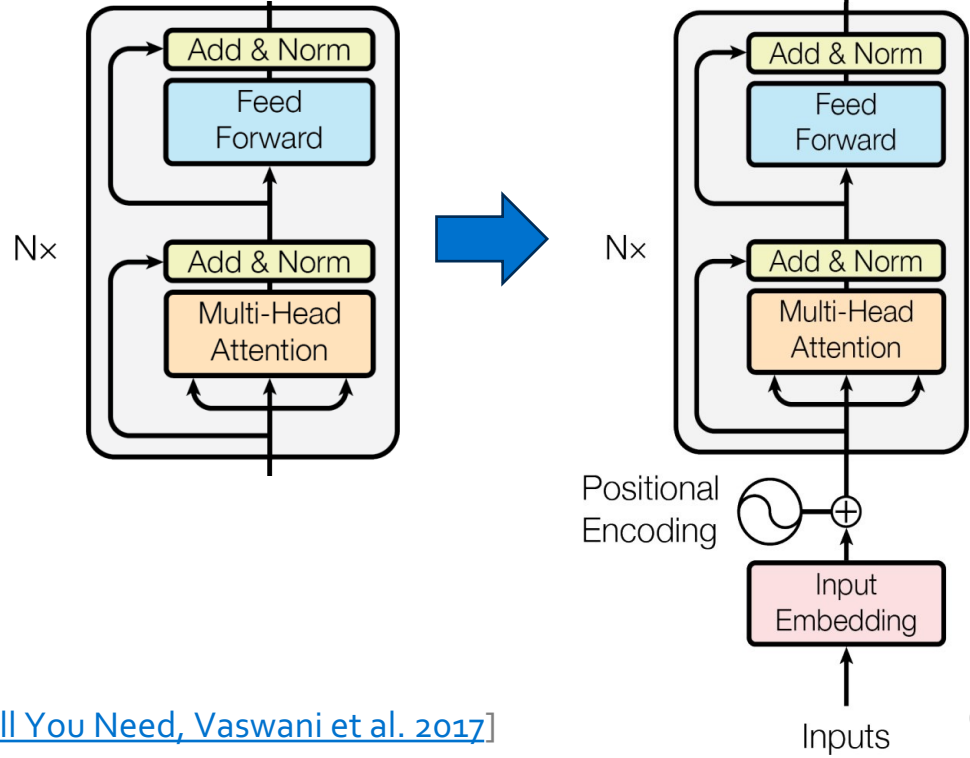 Add & Norm
Feed
Forward
Nx
Add & Norm
Multi-Head
Attention
Add & Norm
Feed
Forward
Nx
Add & Norm
Multi-Head
Attention
Positional
Encoding
Input
Embedding
Inputs
ll You Need, Vaswani et al. 2017]